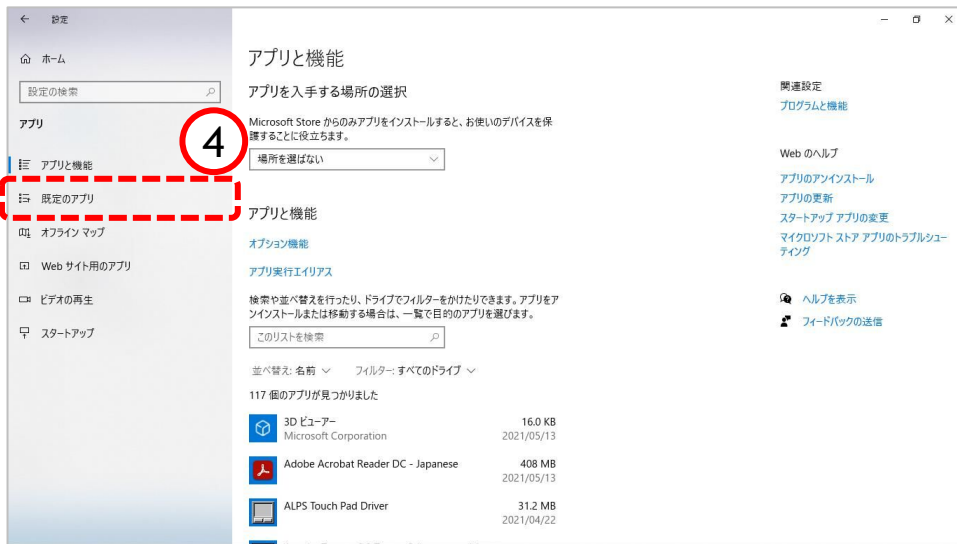 設定
ホーム
設定の検索
アプリ
4
アプリと機能
既定のアプリ
オフライン マップ
Web サイト用のアプリ
ビデオの再生
スタートアップ
アプリと機能
アプリを入手する場所の選択
Microsoft Store からのみアプリをインストールすると、お使いのデバイスを保
護することに役立ちます。
場所を選ばない
アプリと機能
オプション機能
アプリ実行エイリアス
検索や並べ替えを行ったり、ドライブでフィルターをかけたりできます。アプリをア
ンインストールまたは移動する場合は、一覧で目的のアプリを選びます。
このリストを検索
並べ替え: 名前 フィルター: すべてのドライブ
117 個のアプリが見つかりました
3D ビューアー 16.0 KB
Microsoft Corporation 2021/05/13
Adobe Acrobat Reader DC - Japanese 408 MB
2021/05/13
ALPS Touch Pad Driver 31.2 MB
2021/04/22
関連設定
プログラムと機能
Web のヘルプ
アプリのアンインストール
アプリの更新
スタートアップ アプリの変更
マイクロソフト ストア アプリのトラブルシュー
ティング
ヘルプを表示
フィードバックの送信